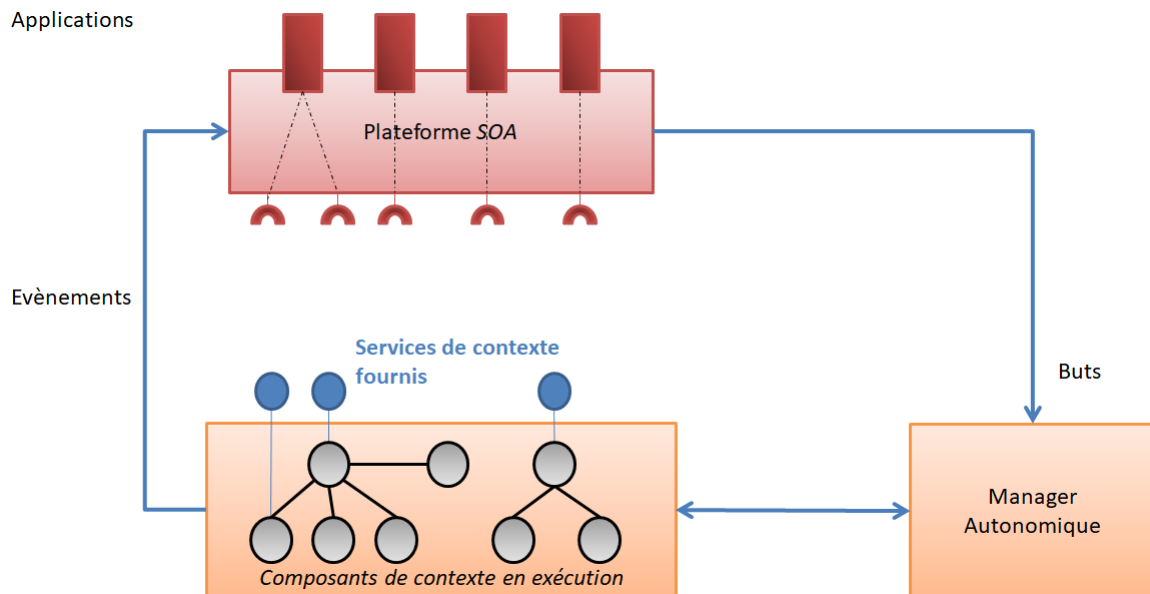 Applications
Plateforme SOA
Evènements
Services de contexte
fournis
Buts
Manager
Autonomique
Composants de contexte en exécution